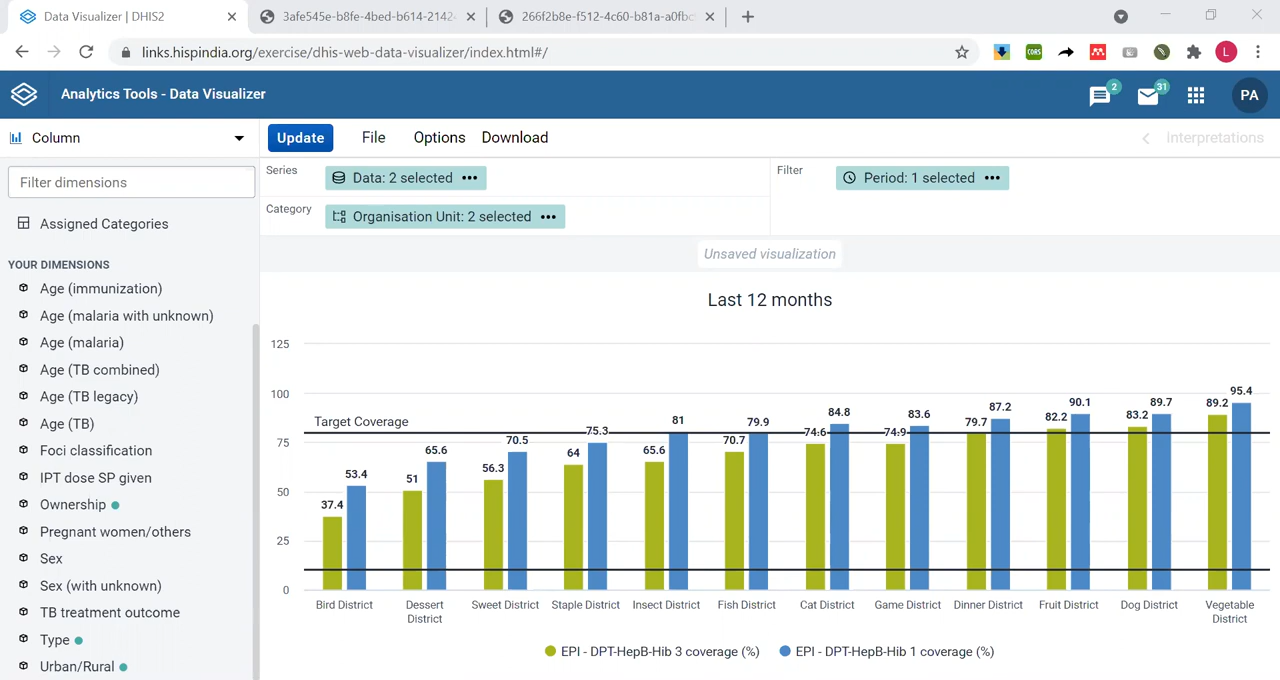 Data Visualizer | DHIS2
3afe545e-b8fe-4bed-b614-2142
266f2b8e-f512-4c60-b81a-a0fbc
links.hispindia.org/exercise/dhis-web-data-visualizer/index.html#/
CORS
L
Analytics Tools - Data Visualizer
2
31
PA
Column
Update
File
Options
Download
Interpretations
Filter dimensions
Series
Data: 2 selected
Filter
Period: 1 selected
Category
Organisation Unit: 2 selected
Assigned Categories
YOUR DIMENSIONS
Age (immunization)
Age (malaria with unknown)
Age (malaria)
Age (TB combined)
Age (TB legacy)
Age (TB)
Foci classification
IPT dose SP given
Ownership
Pregnant women/others
Sex
Sex (with unknown)
TB treatment outcome
Type
Urban/Rural
Unsaved visualization
Last 12 months
125
100
75
50
25
0
Target Coverage
37.4
53.4
51
65.6
56.3
70.5
64
75.3
65.6
81
70.7
79.9
74.6
84.8
74.9
83.6
79.7
87.2
82.2
90.1
83.2
89.7
89.2
95.4
Bird District
Dessert
District
Sweet District
Staple District
Insect District
Fish District
Cat District
Game District
Dinner District
Fruit District
Dog District
Vegetable
District
EPI - DPT-HepB-Hib 3 coverage (%)
EPI - DPT-HepB-Hib 1 coverage (%)